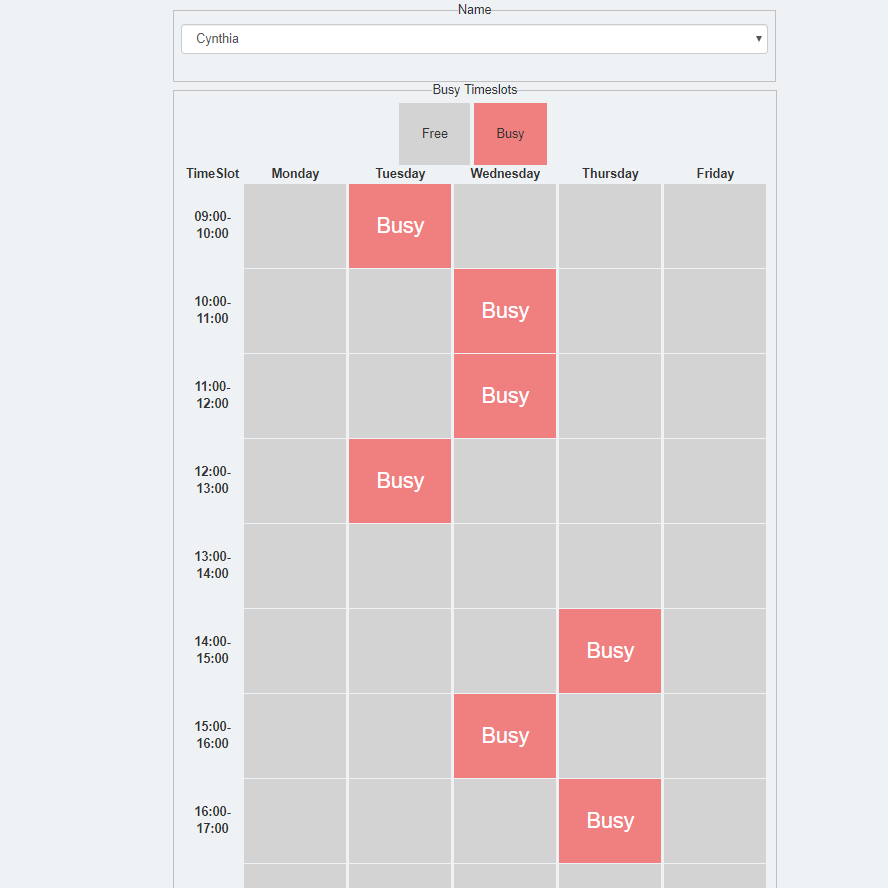 Name
Cynthia
Busy Timeslots
Free Busy
TimeSlot Monday Tuesday Wednesday Thursday Friday
09:00-
10:00
Busy
10:00-
11:00
Busy
11:00-
12:00
Busy
12:00-
13:00
Busy
13:00-
14:00
14:00-
15:00
Busy
15:00-
16:00
Busy
16:00-
17:00
Busy